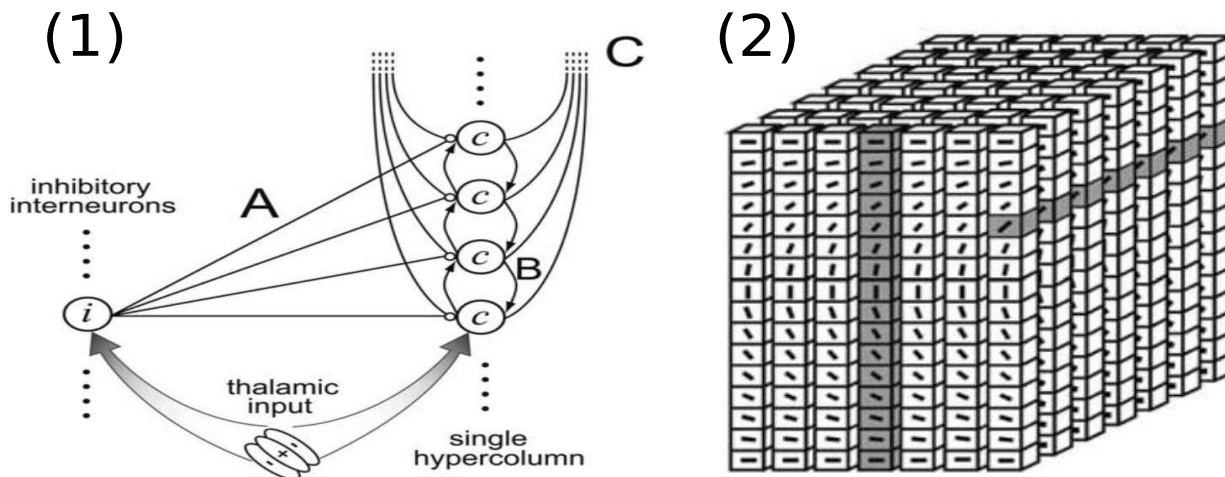 (1)
C
c
inhibitory
interneurons
A
c
c
B
i
c
thalamic
input
-
+
-
single
hypercolumn
(2)